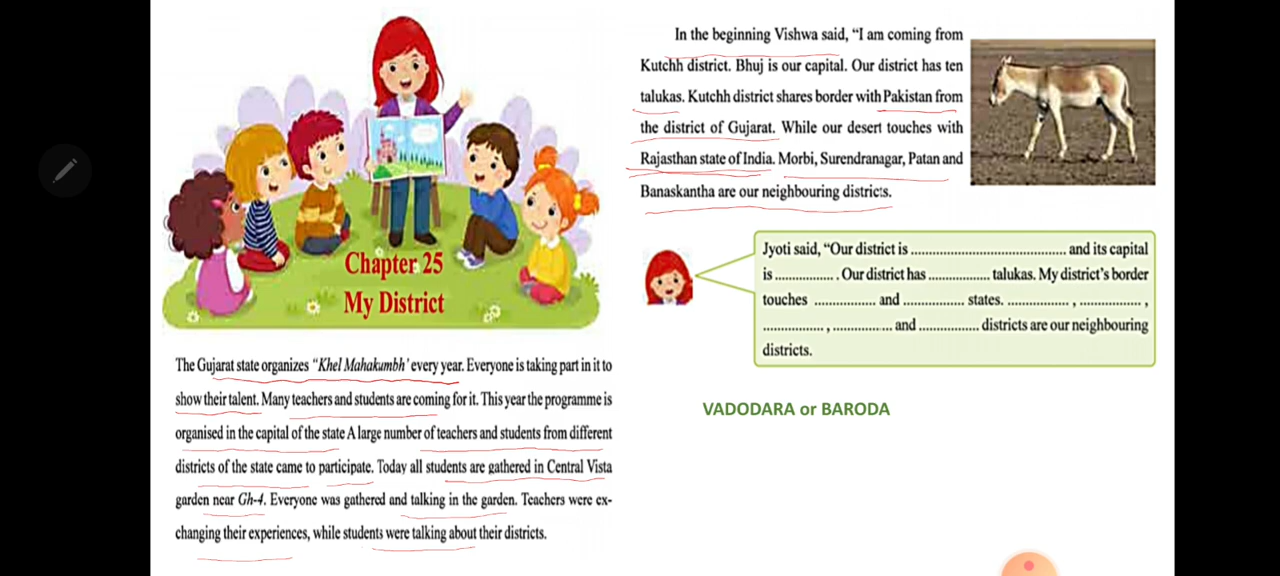 Chapter 25
My District
The Gujarat state organizes “Khel Mahakumbh’ every year. Everyone is taking part in it to
show their talent. Many teachers and students are coming for it. This year the programme is
organised in the capital of the state A large number of teachers and students from different
districts of the state came to participate. Today all students are gathered in Central Vista
garden near Gh-4. Everyone was gathered and talking in the garden. Teachers were ex-
changing their experiences, while students were talking about their districts.
In the beginning Vishwa said, “I am coming from
Kutchh district. Bhuj is our capital. Our district has ten
talukas. Kutchh district shares border with Pakistan from
the district of Gujarat. While our desert touches with
Rajasthan state of India. Morbi, Surendranagar, Patan and
Banaskantha are our neighbouring districts.
Jyoti said, “Our district is ........................................... and its capital
is ................ . Our district has ................. talukas. My district’s border
touches ................. and ................. states. ................. , ................. ,
................. , ................. and ................. districts are our neighbouring
districts.
VADODARA or BARODA